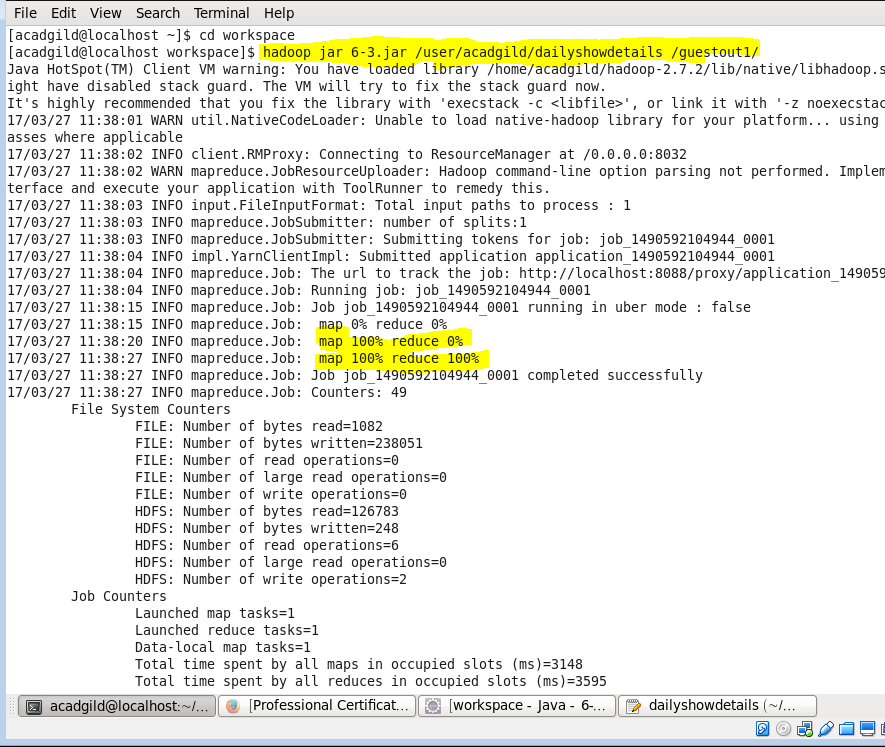 File Edit View Search Terminal Help
[acadgild@localhost ~]$ cd workspace
[acadgild@localhost workspace]$ hadoop jar 6-3.jar /user/acadgild/dailyshowdetails /guestout1/
Java HotSpot(TM) Client VM warning: You have loaded library /home/acadgild/hadoop-2.7.2/lib/native/libhadoop.s
ight have disabled stack guard. The VM will try to fix the stack guard now.
It's highly recommended that you fix the library with 'execstack -c <libfile>', or link it with '-z noexecstac
17/03/27 11:38:01 WARN util.NativeCodeLoader: Unable to load native-hadoop library for your platform... using
asses where applicable
17/03/27 11:38:02 INFO client.RMProxy: Connecting to ResourceManager at /0.0.0.0:8032
17/03/27 11:38:02 WARN mapreduce.JobResourceUploader: Hadoop command-line option parsing not performed. Implem
terface and execute your application with ToolRunner to remedy this.
17/03/27 11:38:03 INFO input.FileInputFormat: Total input paths to process : 1
17/03/27 11:38:03 INFO mapreduce.JobSubmitter: number of splits:1
17/03/27 11:38:03 INFO mapreduce.JobSubmitter: Submitting tokens for job: job_1490592104944_0001
17/03/27 11:38:04 INFO impl.YarnClientImpl: Submitted application application_1490592104944_0001
17/03/27 11:38:04 INFO mapreduce.Job: The url to track the job: http://localhost:8088/proxy/application_149059
17/03/27 11:38:04 INFO mapreduce.Job: Running job: job_1490592104944_0001
17/03/27 11:38:15 INFO mapreduce.Job: Job job_1490592104944_0001 running in uber mode : false
17/03/27 11:38:15 INFO mapreduce.Job:  map 0% reduce 0%
17/03/27 11:38:20 INFO mapreduce.Job:  map 100% reduce 0%
17/03/27 11:38:27 INFO mapreduce.Job:  map 100% reduce 100%
17/03/27 11:38:27 INFO mapreduce.Job: Job job_1490592104944_0001 completed successfully
17/03/27 11:38:27 INFO mapreduce.Job: Counters: 49
File System Counters
FILE: Number of bytes read=1082
FILE: Number of bytes written=238051
FILE: Number of read operations=0
FILE: Number of large read operations=0
FILE: Number of write operations=0
HDFS: Number of bytes read=126783
HDFS: Number of bytes written=248
HDFS: Number of read operations=6
HDFS: Number of large read operations=0
HDFS: Number of write operations=2
Job Counters
Launched map tasks=1
Launched reduce tasks=1
Data-local map tasks=1
Total time spent by all maps in occupied slots (ms)=3148
Total time spent by all reduces in occupied slots (ms)=3595
acadgild@localhost:~/... [Professional Certificat... [workspace - Java - 6-... dailyshowdetails (~/...